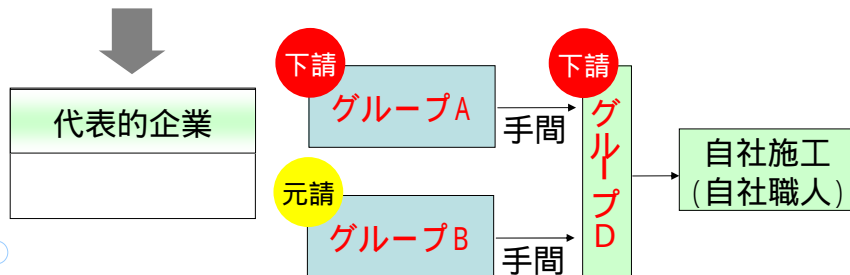 代表的企業
下請
グループA
手間
元請
グループB
手間
下請
グループD
自社施工
(自社職人)